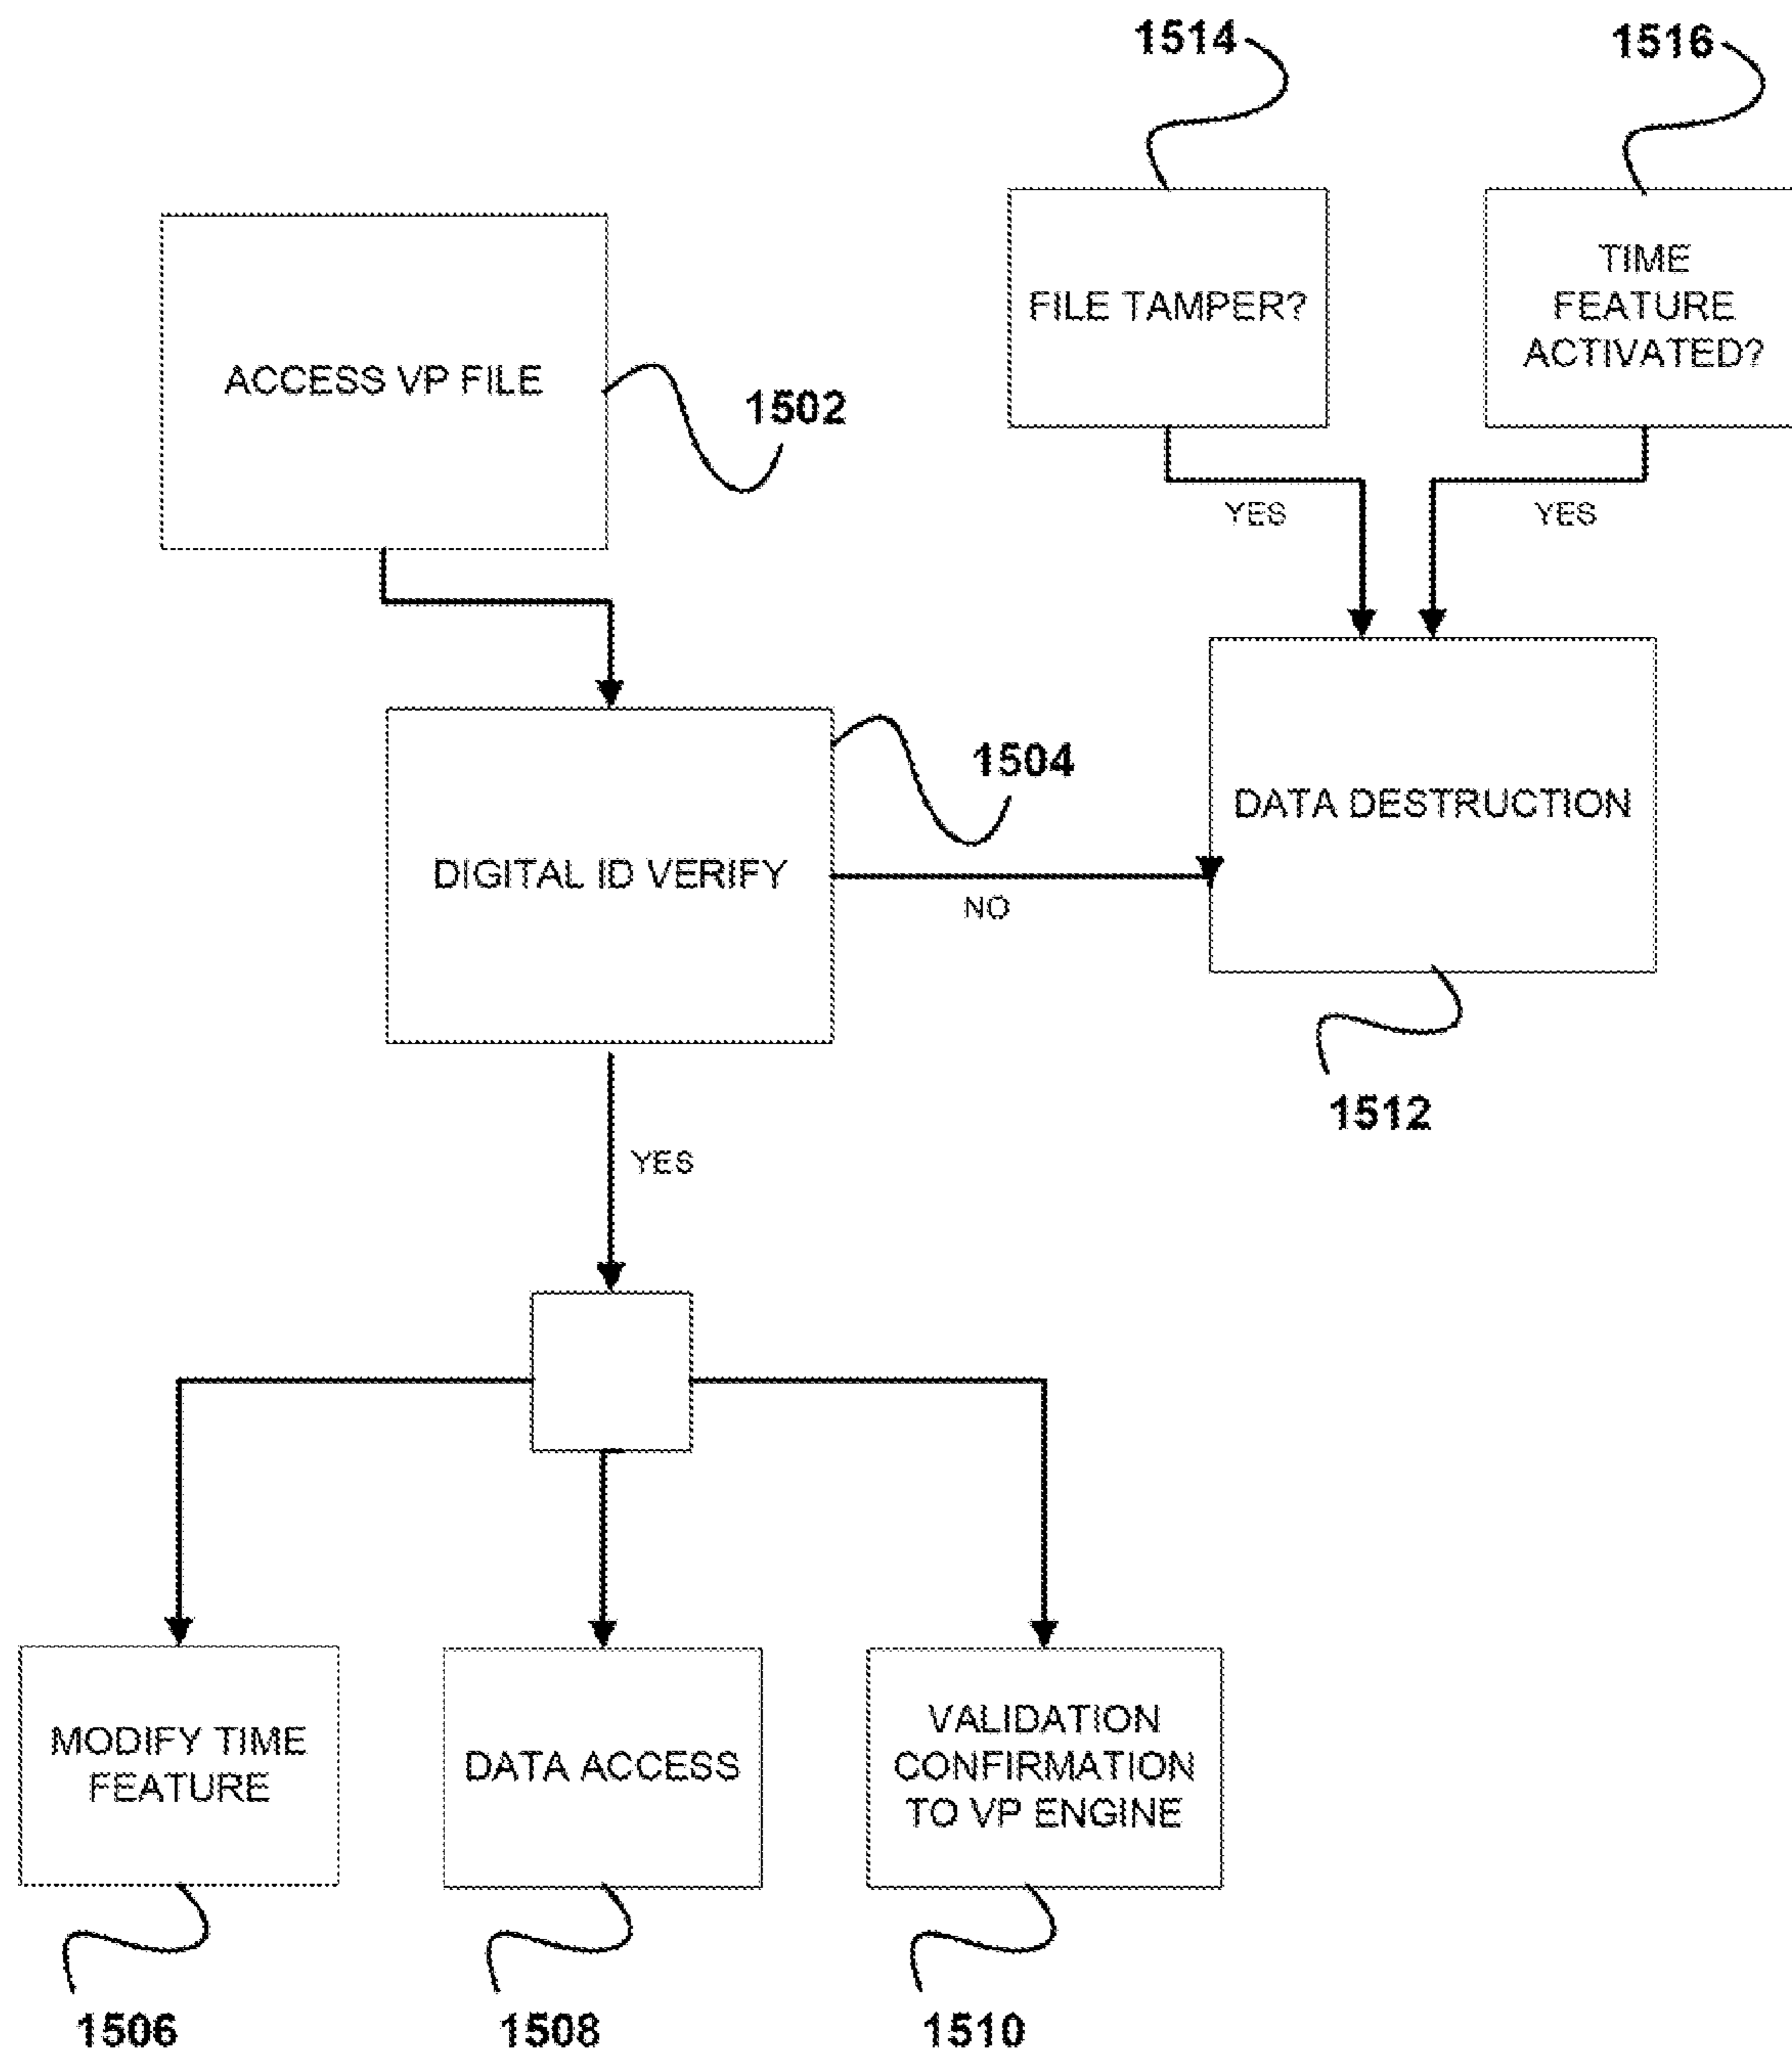 1514
1516
FILE TAMPER?
TIME
FEATURE
ACTIVATED?
ACCESS VP FILE
1502
YES
YES
1504
DATA DESTRUCTION
DIGITAL ID VERIFY
NO
1512
YES
MODIFY TIME
FEATURE
DATA ACCESS
VALIDATION
CONFIRMATION
TO VP ENGINE
1506
1508
1510